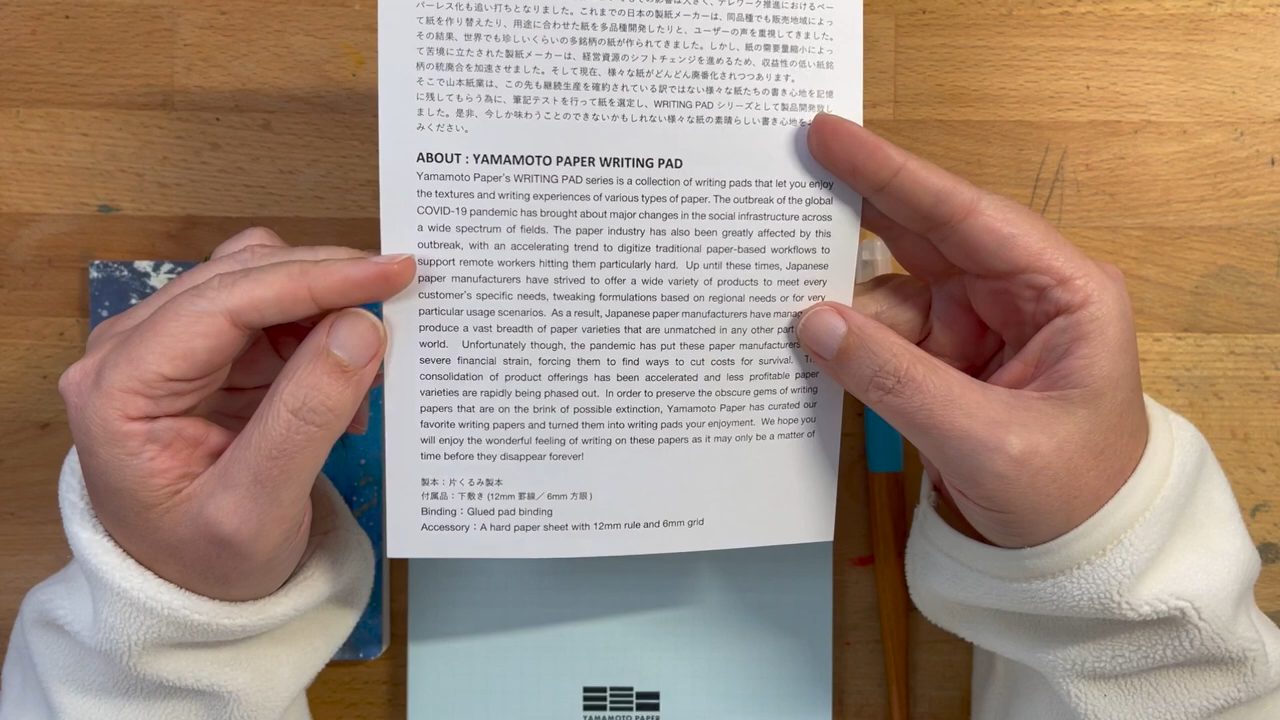 パーレス化も追い打ちとなりました。これまでの日本の製紙メーカーは、同品種でも販売地域によっ
て紙を作り替えたり、用途に合わせた紙を多品種開発したりと、ユーザーの声を重視してきました。
その結果、世界でも珍しいくらいの多銘柄の紙が作られてきました。しかし、紙の需要量縮小によっ
て苦境に立たされた製紙メーカーは、経営資源のシフトチェンジを進めるため、収益性の低い紙銘
柄の統廃合を加速させました。そして現在、様々な紙がどんどん廃番化されつつあります。
そこで山本紙業は、この先も継続生産を確約されている訳ではない様々な紙たちの書き心地を記憶
に残してもらう為に、筆記テストを行って紙を選定し、WRITING PAD シリーズとして製品開発致し
ました。是非、今しか味わうことのできないかもしれない様々な紙の素晴らしい書き心地を
みください。
ABOUT : YAMAMOTO PAPER WRITING PAD
Yamamoto Paper's WRITING PAD series is a collection of writing pads that let you enjoy
the textures and writing experiences of various types of paper. The outbreak of the global
COVID-19 pandemic has brought about major changes in the social infrastructure across
a wide spectrum of fields. The paper industry has also been greatly affected by this
outbreak, with an accelerating trend to digitize traditional paper-based workflows to
support remote workers hitting them particularly hard. Up until these times, Japanese
paper manufacturers have strived to offer a wide variety of products to meet every
customer's specific needs, tweaking formulations based on regional needs or for very
particular usage scenarios. As a result, Japanese paper manufacturers have
produce a vast breadth of paper varieties that are unmatched in any other part
world. Unfortunately though, the pandemic has put these paper manufacturers
severe financial strain, forcing them to find ways to cut costs for survival.
consolidation of product offerings has been accelerated and less profitable paper
varieties are rapidly being phased out. In order to preserve the obscure gems of writing
papers that are on the brink of possible extinction, Yamamoto Paper has curated our
favorite writing papers and turned them into writing pads your enjoyment. We hope you
will enjoy the wonderful feeling of writing on these papers as it may only be a matter of
time before they disappear forever!
製本：片くるみ製本
付属品：下敷き (12mm 罫線／ 6mm 方眼 )
Binding：Glued pad binding
Accessory：A hard paper sheet with 12mm rule and 6mm grid
YAMAMOTO PAPER